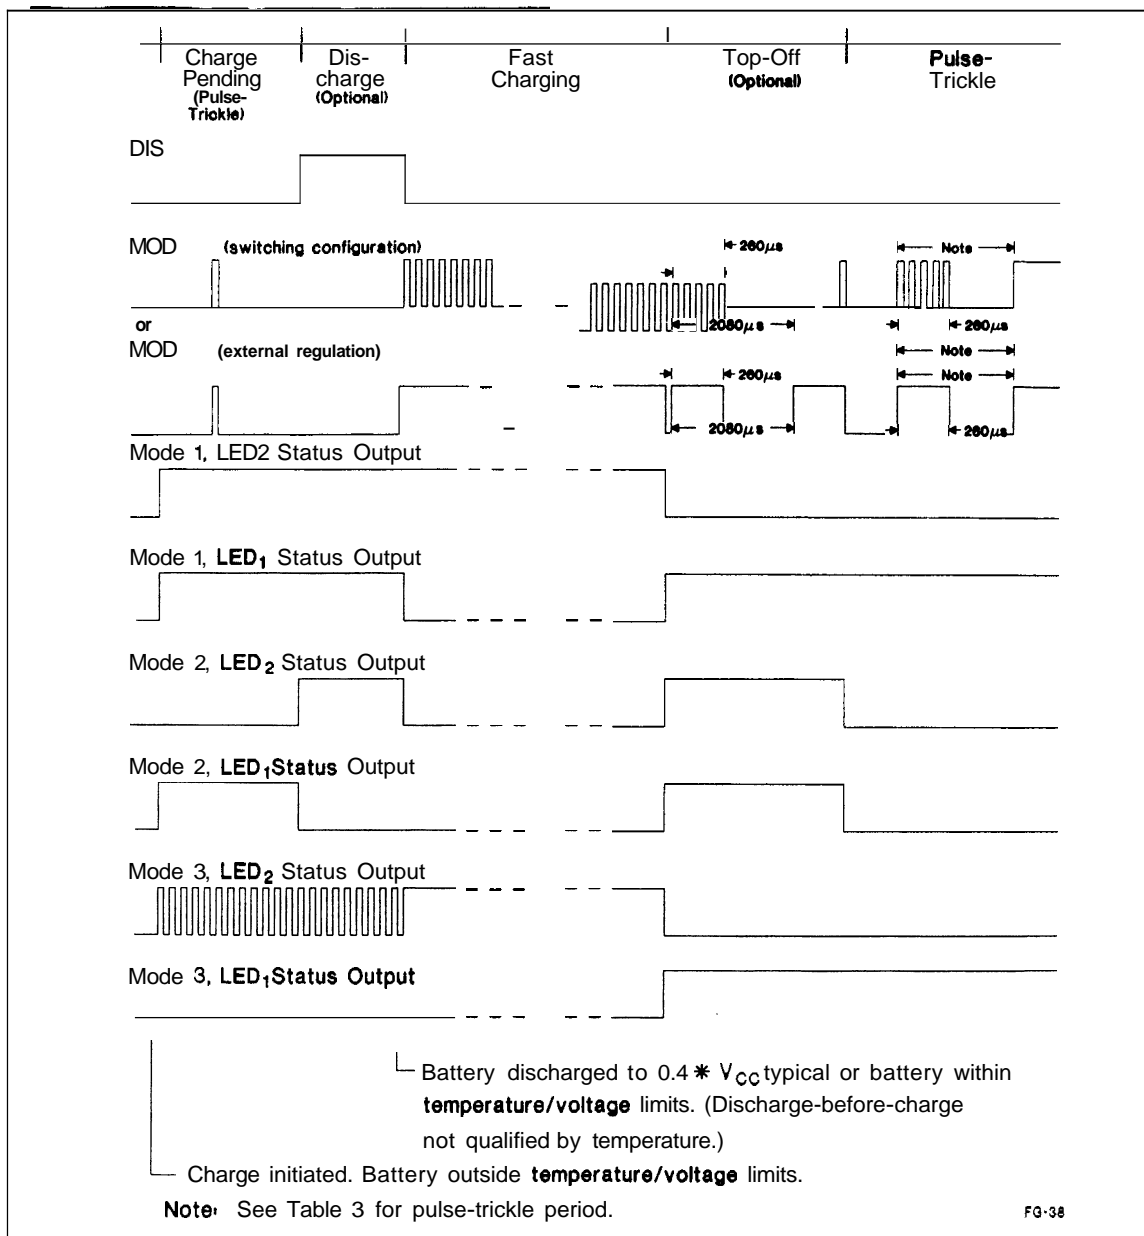 Charge Pending (Pulse-Trickle)
Dis-charge (Optional)
Fast Charging
Top-Off (Optional)
Pulse-Trickle
DIS
MOD (switching configuration)
260μs
Note
2080μs
260μs
or
MOD (external regulation)
Note
260μs
Note
2080μs
260μs
Mode 1, LED2 Status Output
Mode 1, LED1 Status Output
Mode 2, LED2 Status Output
Mode 2, LED1Status Output
Mode 3, LED2 Status Output
Mode 3, LED1Status Output
Battery discharged to 0.4 * VCC typical or battery within
temperature/voltage limits. (Discharge-before-charge
not qualified by temperature.)
Charge initiated. Battery outside temperature/voltage limits.
Note: See Table 3 for pulse-trickle period.
FG-38